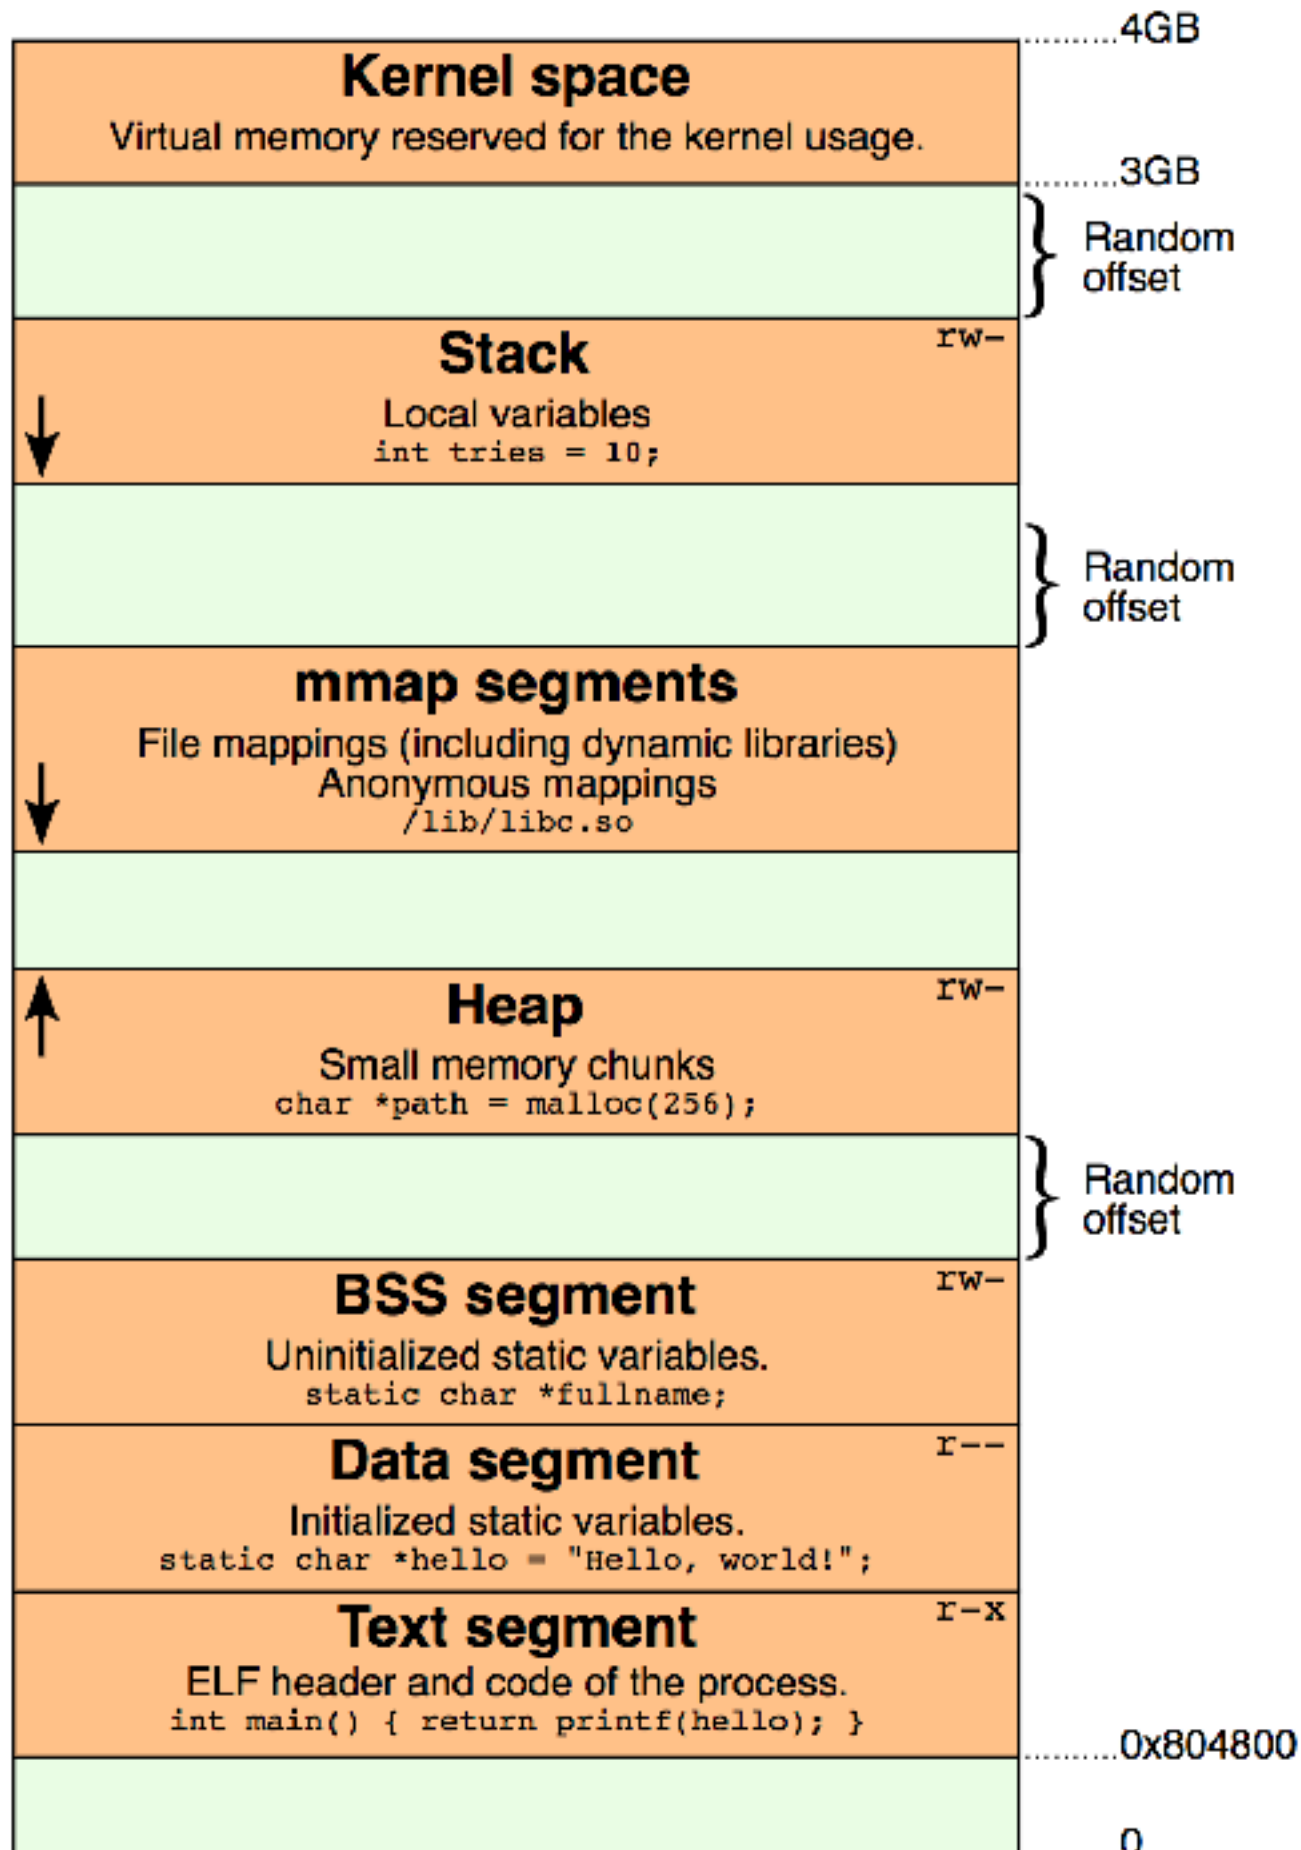 4GB
Kernel space
Virtual memory reserved for the kernel usage.
3GB
Random
offset
Stack
rw-
Local variables
int tries = 10;
Random
offset
mmap segments
File mappings (including dynamic libraries)
Anonymous mappings
/lib/libc.so
Heap
rw-
Small memory chunks
char *path = malloc(256);
Random
offset
BSS segment
rw-
Uninitialized static variables.
static char *fullname;
Data segment
r--
Initialized static variables.
static char *hello = "Hello, world!";
Text segment
r-x
ELF header and code of the process.
int main() { return printf(hello); }
0x804800
0